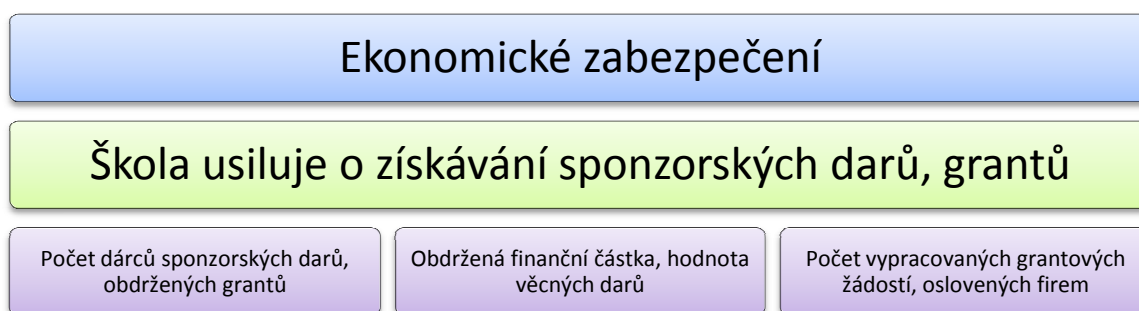 Ekonomické zabezpečení
Škola usiluje o získávání sponzorských darů, grantů
Počet dárců sponzorských darů,
obdržených grantů
Obdržená finanční částka, hodnota
věcných darů
Počet vypracovaných grantových
žádostí, oslovených firem